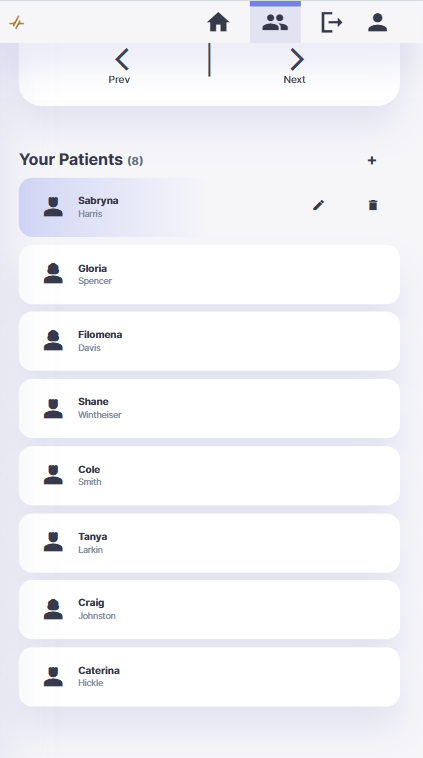 Prev
Next
Your Patients (8)
+
Sabryna
Harris
Gloria
Spencer
Filomena
Davis
Shane
Wintheiser
Cole
Smith
Tanya
Larkin
Craig
Johnston
Caterina
Hickle